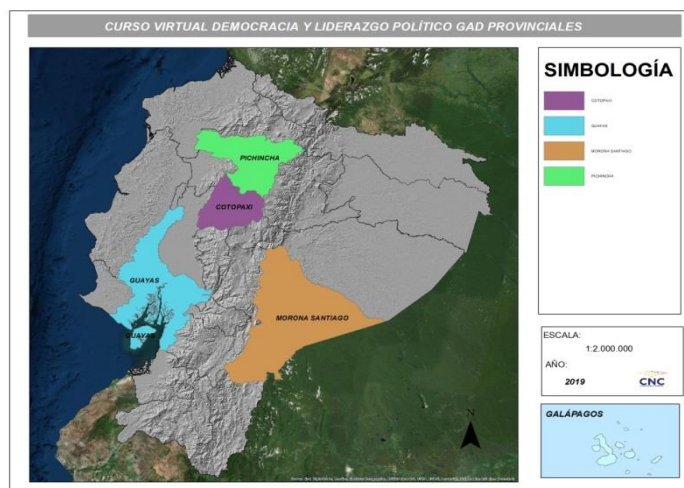 CURSO VIRTUAL DEMOCRACIA Y LIDERAZGO POLÍTICO GAD PROVINCIALES
PICHINCHA
COTOPAXI
GUAYAS
GUAYAS
MORONA SANTIAGO
N
SIMBOLOGÍA
COTOPAXI
GUAYAS
MORONA SANTIAGO
PICHINCHA
ESCALA:
1:2.000.000
AÑO:
2019
CNC
GALÁPAGOS